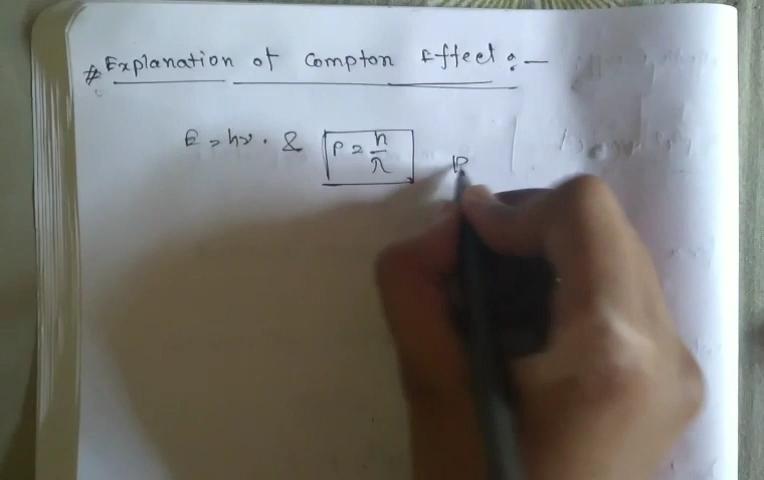 # Explanation of Compton Effect :-
E = hν. & P = h/λ P